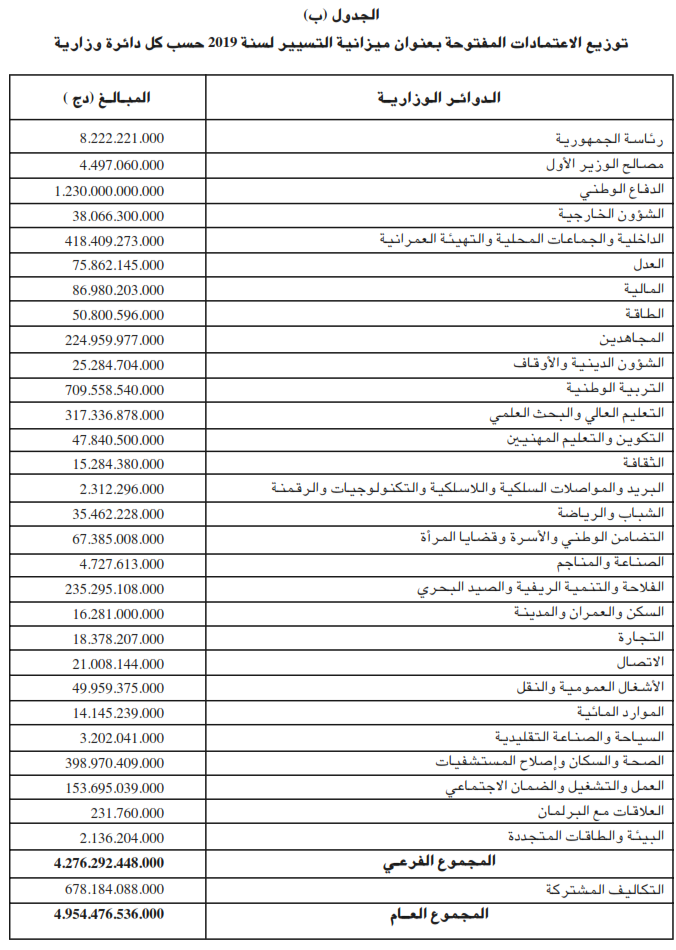 الجدول (ب)
توزيع الاعتمادات المفتوحة بعنوان ميزانية التسيير لسنة 2019 حسب كل دائرة وزارية
الـدوائـر الـوزاريـة المبـالـغ (دج )
رئاسة الجمهورية 8.222.221.000
مصالح الوزير الأول 4.497.060.000
الدفاع الوطني 1.230.000.000.000
الشؤون الخارجية 38.066.300.000
الداخلية والجماعات المحلية والتهيئة العمرانية 418.409.273.000
العدل 75.862.145.000
المالية 86.980.203.000
الطاقة 50.800.596.000
المجاهدين 224.959.977.000
الشؤون الدينية والأوقاف 25.284.704.000
التربية الوطنية 709.558.540.000
التعليم العالي والبحث العلمي 317.336.878.000
التكوين والتعليم المهنيين 47.840.500.000
الثقافة 15.284.380.000
البريد والمواصلات السلكية واللاسلكية والتكنولوجيات والرقمنة 2.312.296.000
الشباب والرياضة 35.462.228.000
التضامن الوطني والأسرة وقضايا المرأة 67.385.008.000
الصناعة والمناجم 4.727.613.000
الفلاحة والتنمية الريفية والصيد البحري 235.295.108.000
السكن والعمران والمدينة 16.281.000.000
التجارة 18.378.207.000
الاتصال 21.008.144.000
الأشغال العمومية والنقل 49.959.375.000
الموارد المائية 14.145.239.000
السياحة والصناعة التقليدية 3.202.041.000
الصحة والسكان وإصلاح المستشفيات 398.970.409.000
العمل والتشغيل والضمان الاجتماعي 153.695.039.000
العلاقات مع البرلمان 231.760.000
البيئة والطاقات المتجددة 2.136.204.000
المجموع الفرعـي 4.276.292.448.000
التكاليف المشتركة 678.184.088.000
المجموع العـام 4.954.476.536.000